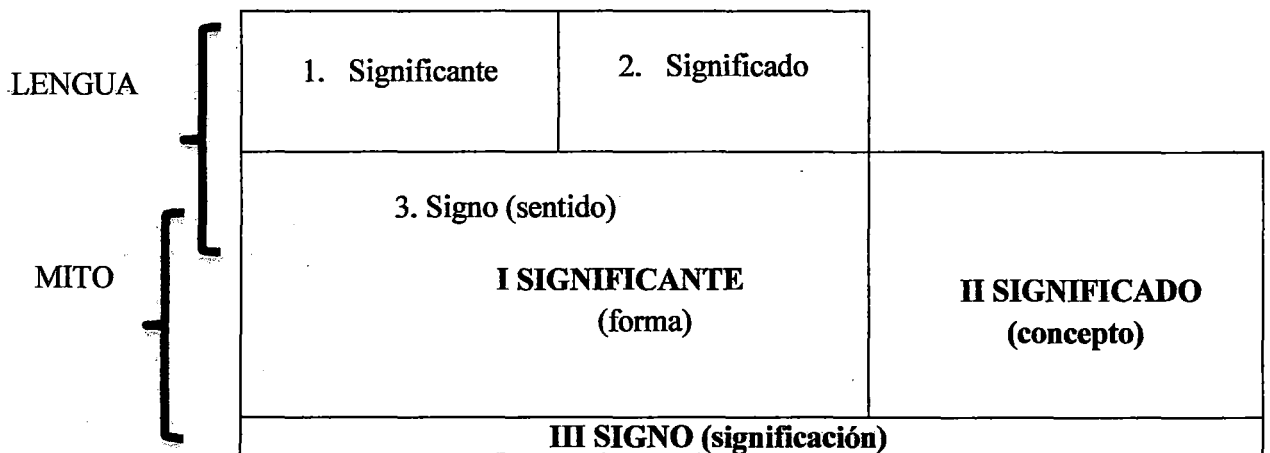 LENGUA
1. Significante
2. Significado
3. Signo (sentido)
MITO
I SIGNIFICANTE
(forma)
II SIGNIFICADO
(concepto)
III SIGNO (significación)